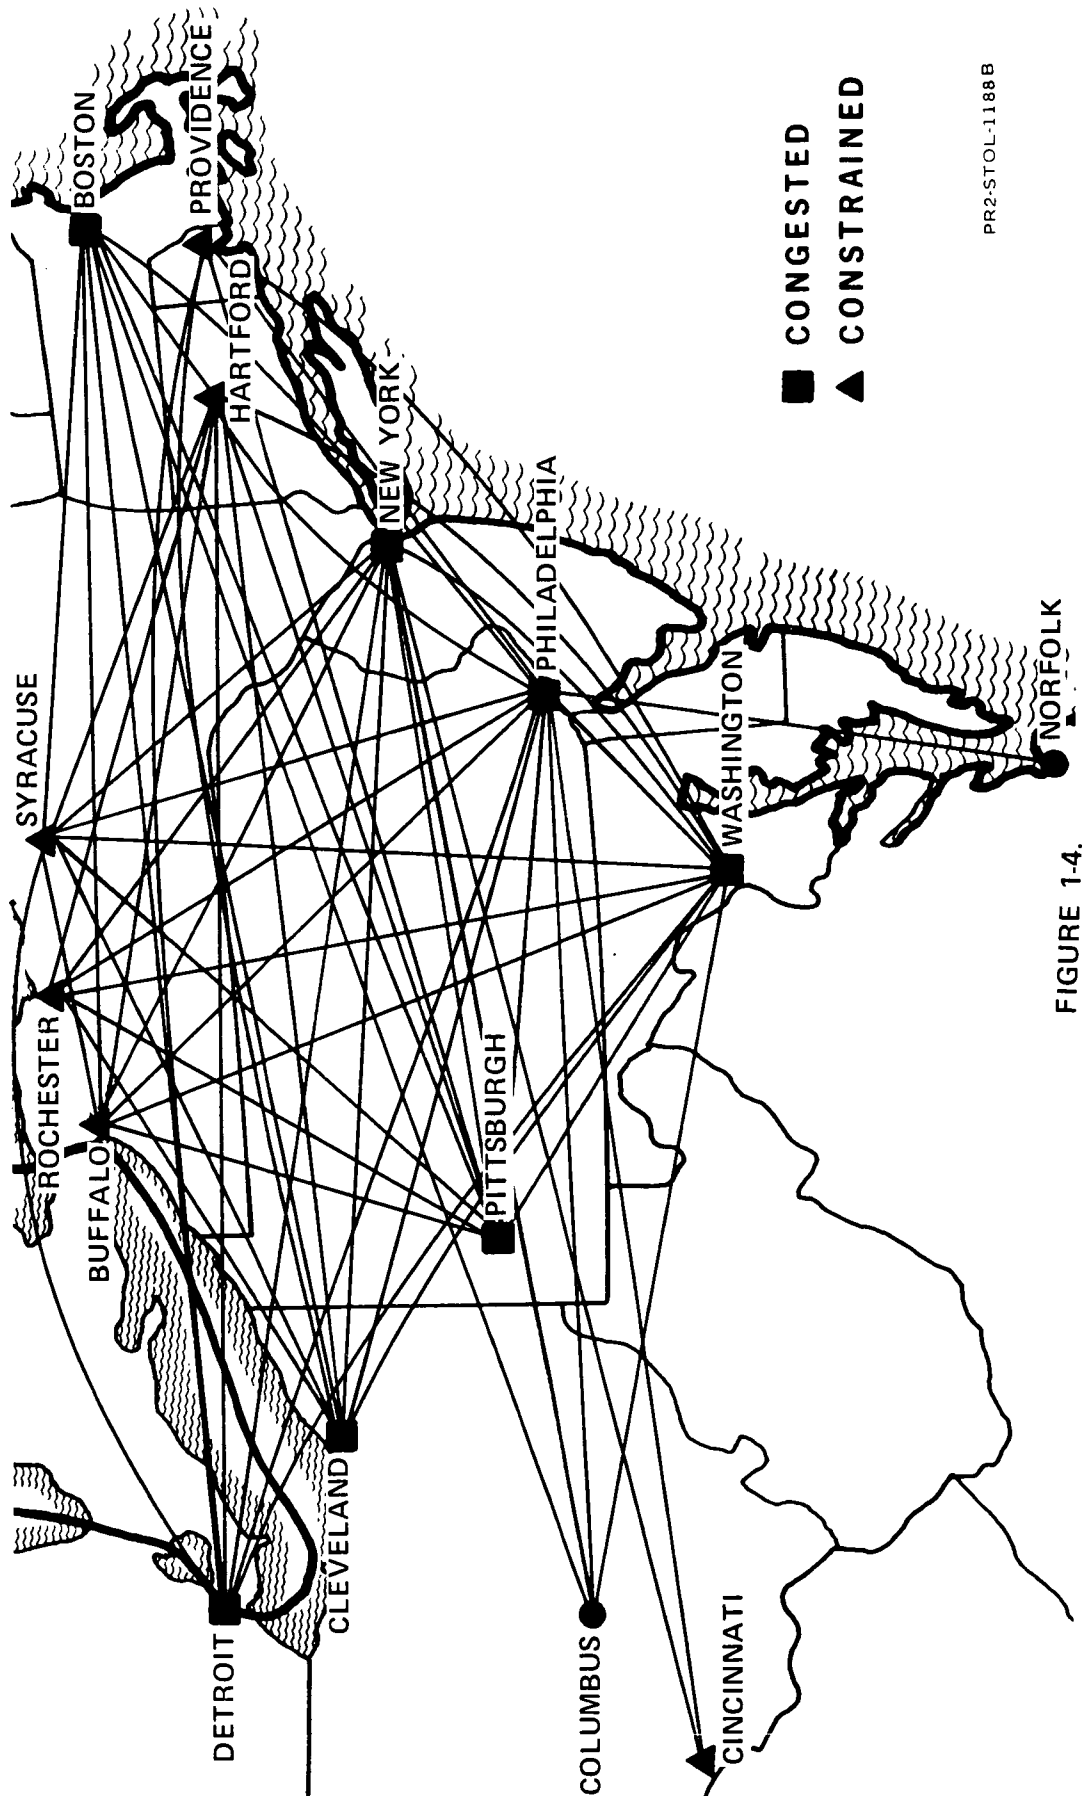 DETROIT
CLEVELAND
COLUMBUS
CINCINNATI
BUFFALO
ROCHESTER
SYRACUSE
PITTSBURGH
WASHINGTON
NORFOLK
PHILADELPHIA
NEW YORK
HARTFORD
PROVIDENCE
BOSTON
CONGESTED
CONSTRAINED
PR2-STOL-1188B
FIGURE 1-4.